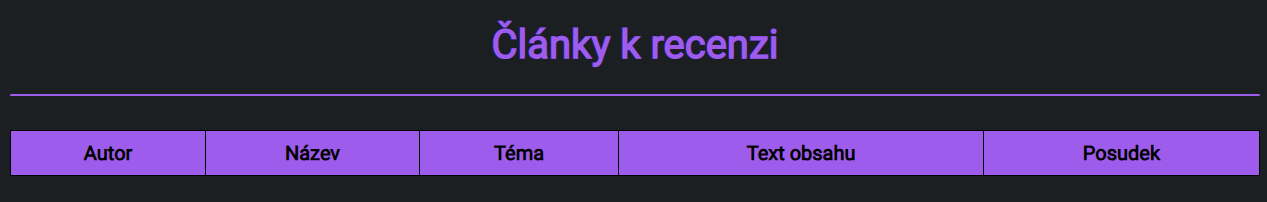 Články k recenzi
Autor Název Téma Text obsahu Posudek